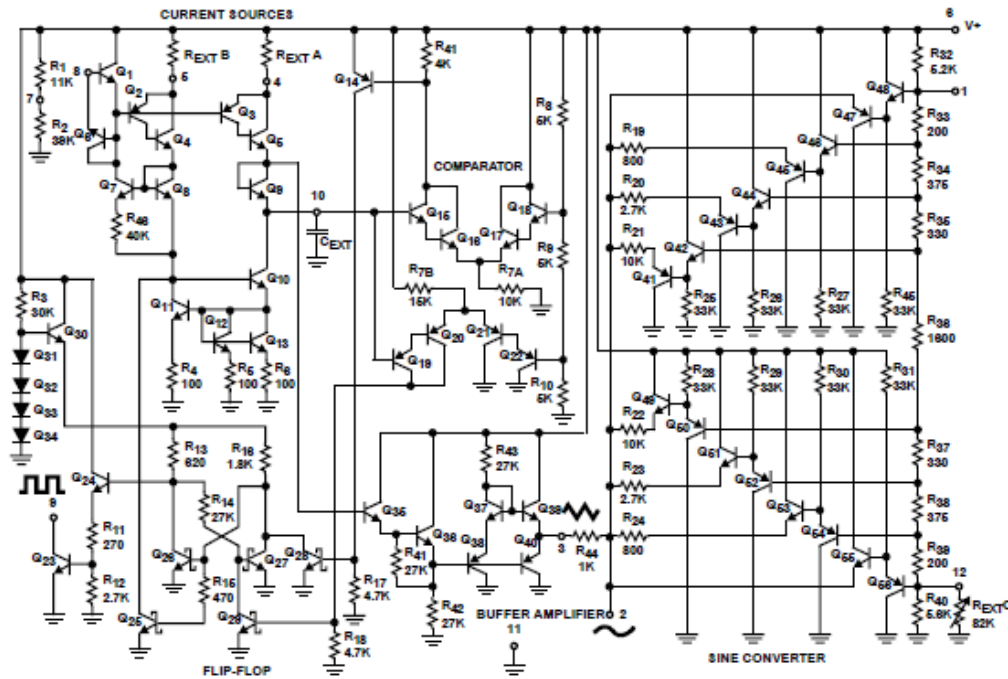 CURRENT SOURCES
6
V+
R1
11K
7
R2
39K
8
Q1
REXT B
5
REXT A
4
Q2
Q3
Q4
Q5
Q6
Q7
Q8
Q9
R46
40K
Q14
R41
4K
R8
5K
COMPARATOR
10
CEXT
Q15
Q16
Q17
Q18
R9
5K
R7B
15K
R7A
10K
Q10
Q11
Q12
Q13
R4
100
R5
100
R6
100
Q19
Q20
Q21
Q22
R10
5K
R3
30K
Q30
Q31
Q32
Q33
Q34
R19
800
R20
2.7K
R21
10K
Q41
Q42
Q43
Q44
Q45
Q46
Q47
Q48
R32
5.2K
1
R33
200
R34
375
R35
330
R25
33K
R26
33K
R27
33K
R45
33K
R36
1600
R28
33K
R29
33K
R30
33K
R31
33K
Q49
Q50
Q51
Q52
Q53
Q54
Q55
Q56
R22
10K
R23
2.7K
R24
800
R37
330
R38
375
R39
200
R40
5.6K
12
REXTC
82K
R13
620
R16
1.8K
R14
27K
Q24
9
Q23
R11
270
R12
2.7K
Q26
Q27
Q28
R15
470
Q25
Q29
R17
4.7K
R18
4.7K
FLIP-FLOP
Q35
Q36
R41
27K
R42
27K
R43
27K
Q37
Q38
Q39
Q40
3
R44
1K
BUFFER AMPLIFIER
2
11
SINE CONVERTER